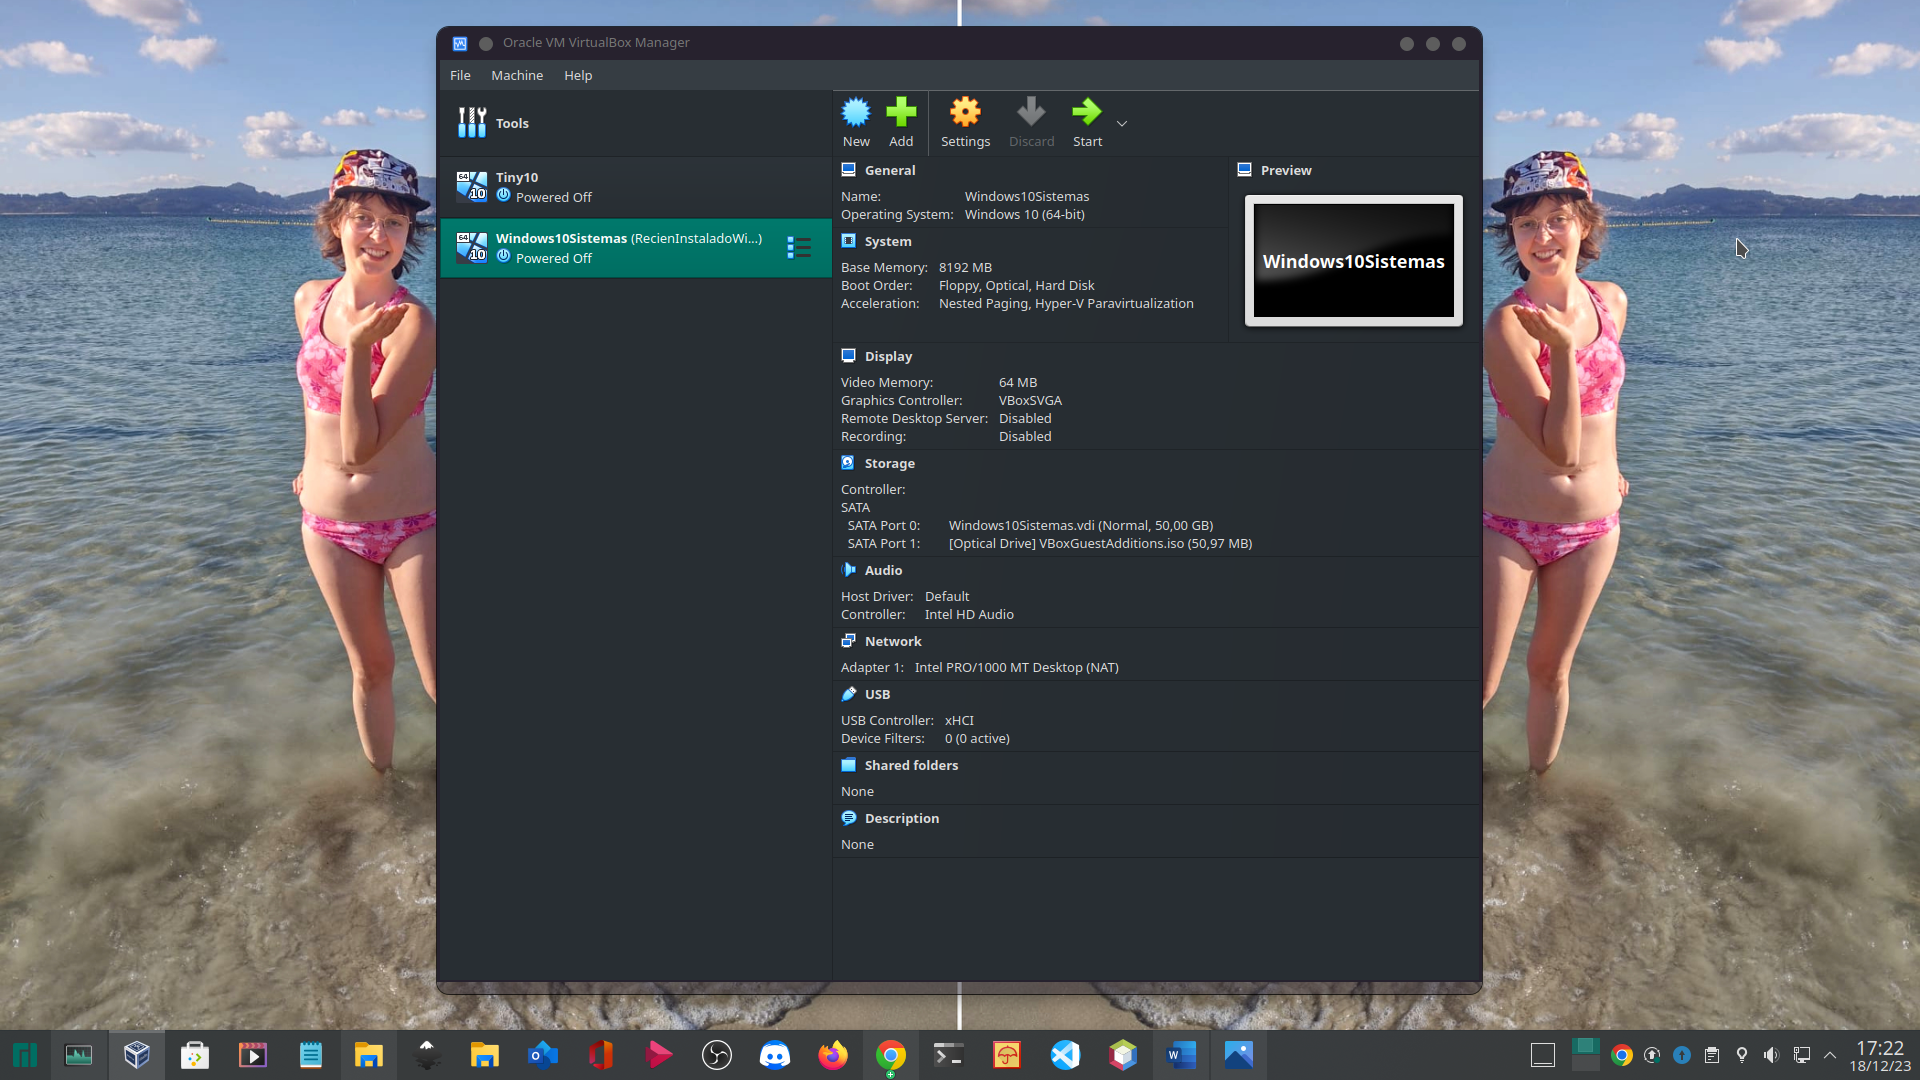 Oracle VM VirtualBox Manager
File Machine Help
Tools
New Add Settings Discard Start
Tiny10
Powered Off
Windows10Sistemas (RecienInstaladoWi...)
Powered Off
General
Name: Windows10Sistemas
Operating System: Windows 10 (64-bit)
Preview
Windows10Sistemas
System
Base Memory: 8192 MB
Boot Order: Floppy, Optical, Hard Disk
Acceleration: Nested Paging, Hyper-V Paravirtualization
Display
Video Memory: 64 MB
Graphics Controller: VBoxSVGA
Remote Desktop Server: Disabled
Recording: Disabled
Storage
Controller:
SATA
SATA Port 0: Windows10Sistemas.vdi (Normal, 50,00 GB)
SATA Port 1: [Optical Drive] VBoxGuestAdditions.iso (50,97 MB)
Audio
Host Driver: Default
Controller: Intel HD Audio
Network
Adapter 1: Intel PRO/1000 MT Desktop (NAT)
USB
USB Controller: xHCI
Device Filters: 0 (0 active)
Shared folders
None
Description
None
17:22
18/12/23